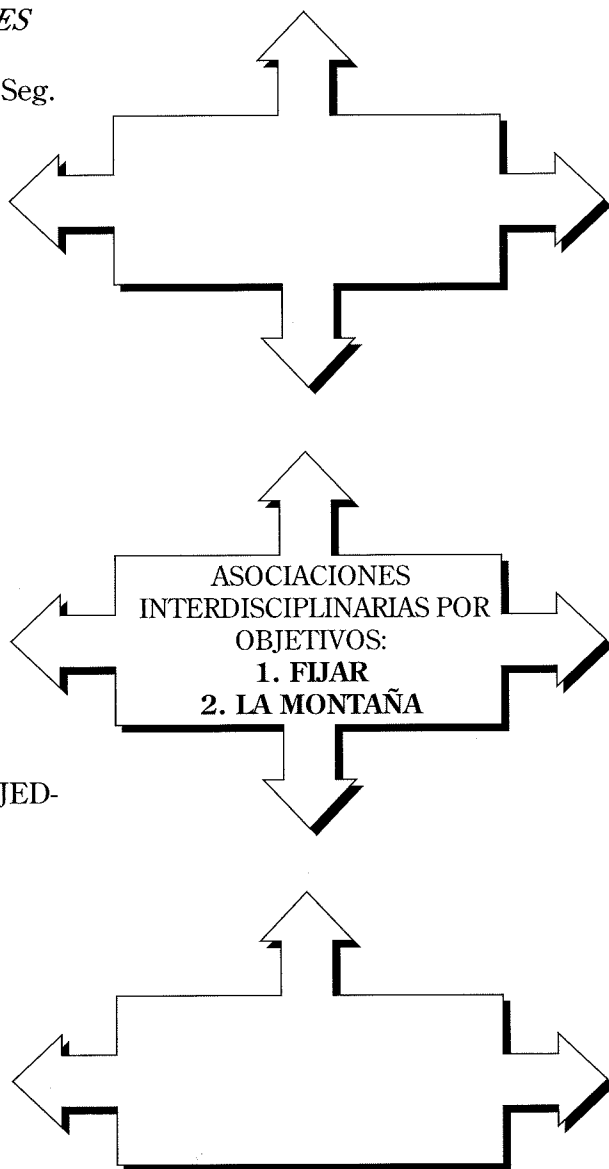 ES
Seg.
ASOCIACIONES
INTERDISCIPLINARIAS POR
OBJETIVOS:
1. FIJAR
2. LA MONTAÑA
JED-